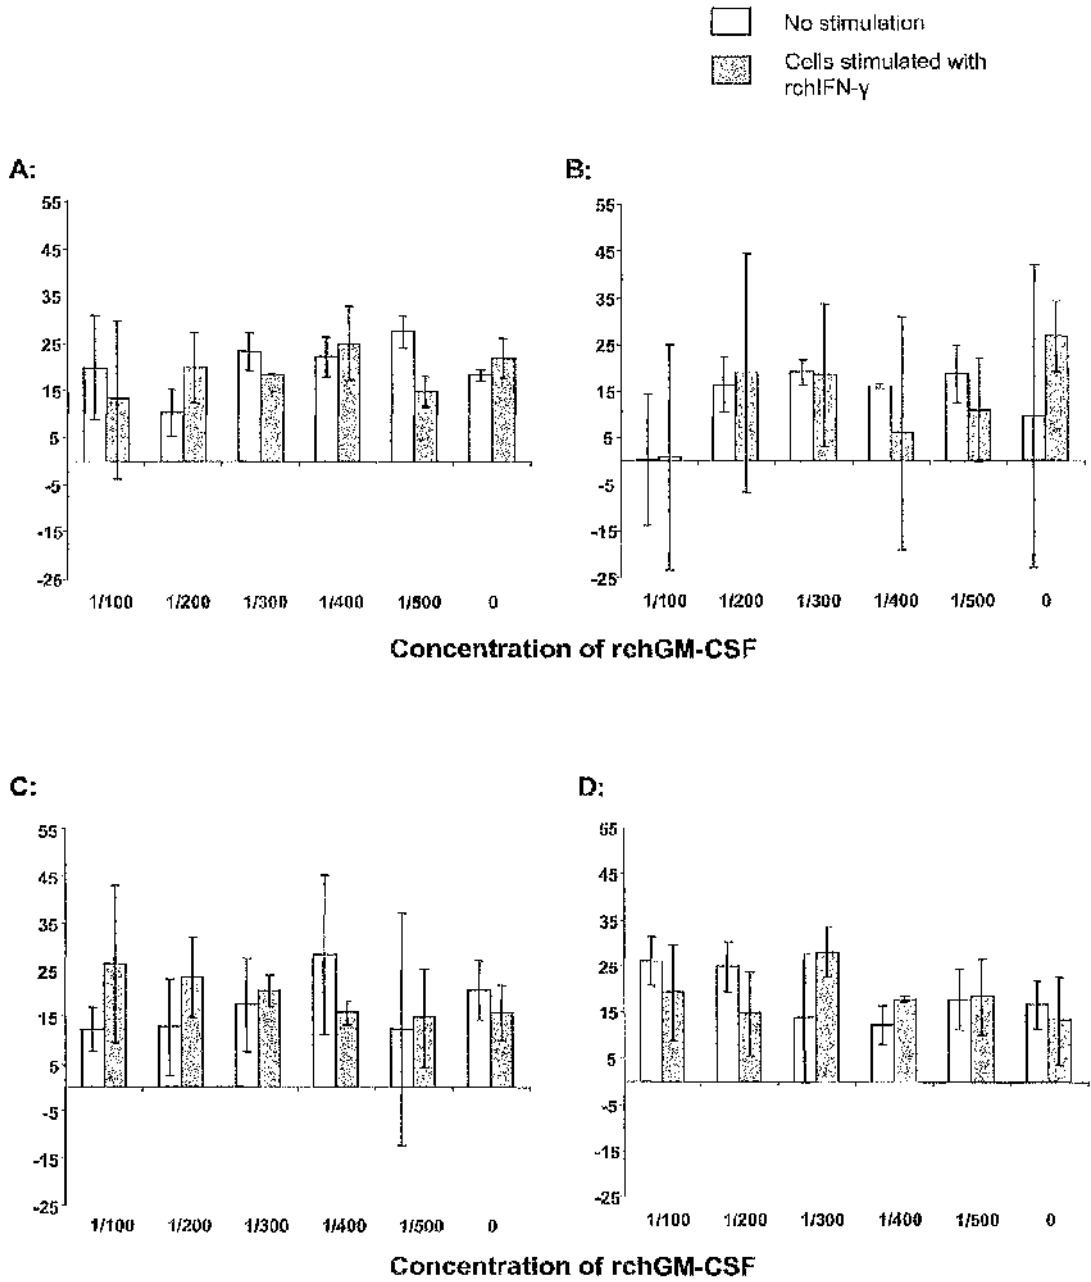 No stimulation
Cells stimulated with
rchIFN-γ
A:
55
45
35
25
15
5
-5
-15
-25
1/100 1/200 1/300 1/400 1/500 0
B:
55
45
35
25
15
5
-5
-15
-25
1/100 1/200 1/300 1/400 1/500 0
Concentration of rchGM-CSF
C:
55
45
35
25
15
5
-5
-15
-25
1/100 1/200 1/300 1/400 1/500 0
D:
55
45
35
25
15
5
-5
-15
-25
1/100 1/200 1/300 1/400 1/500 0
Concentration of rchGM-CSF